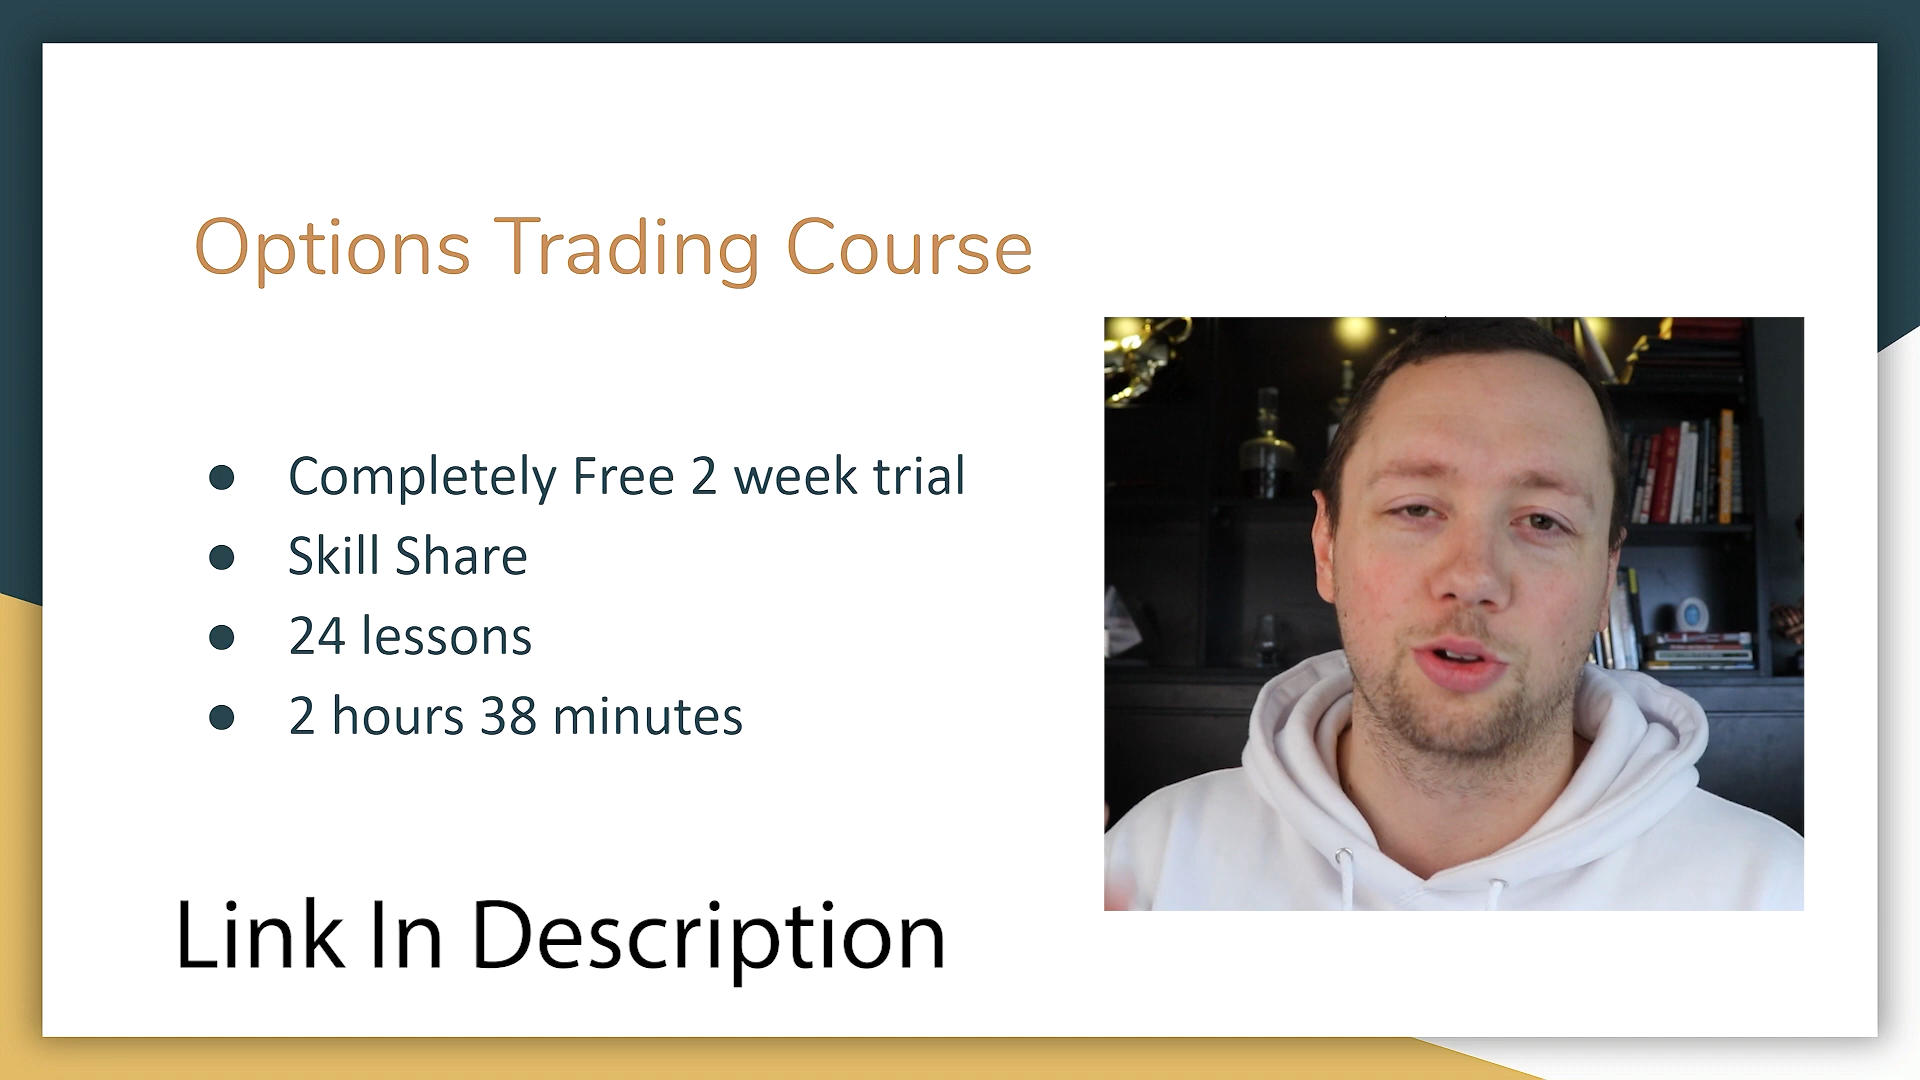 Options Trading Course
● Completely Free 2 week trial
● Skill Share
● 24 lessons
● 2 hours 38 minutes
Link In Description